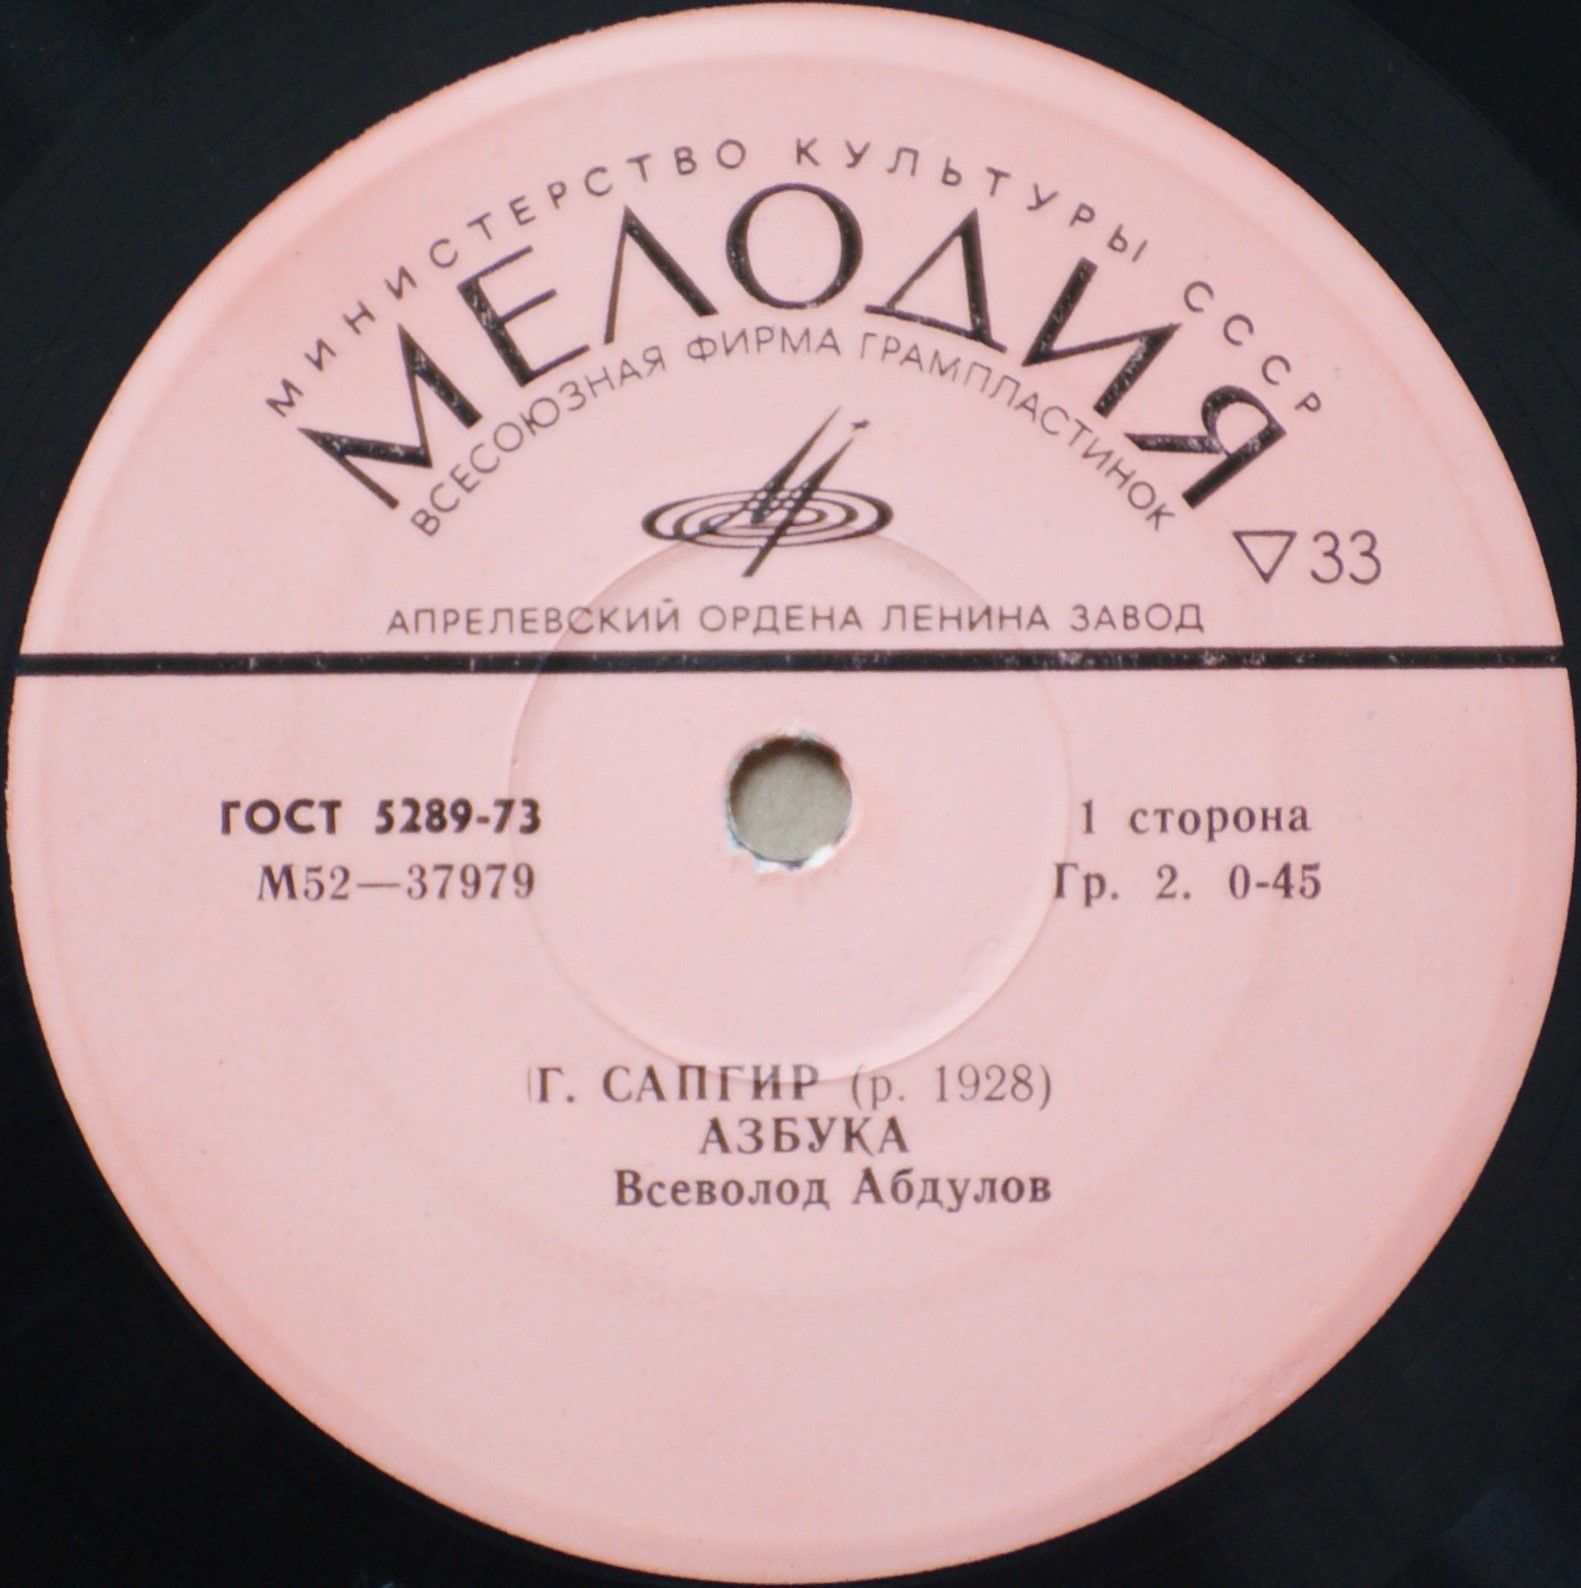 МИНИСТЕРСТВО КУЛЬТУРЫ СССР
МЕЛОДИЯ
ВСЕСОЮЗНАЯ ФИРМА ГРАМПЛАСТИНОК
▽33
АПРЕЛЕВСКИЙ ОРДЕНА ЛЕНИНА ЗАВОД
ГОСТ 5289-73
М52—37979
1 сторона
Гр. 2. 0-45
Г. САПГИР (р. 1928)
АЗБУКА
Всеволод Абдулов